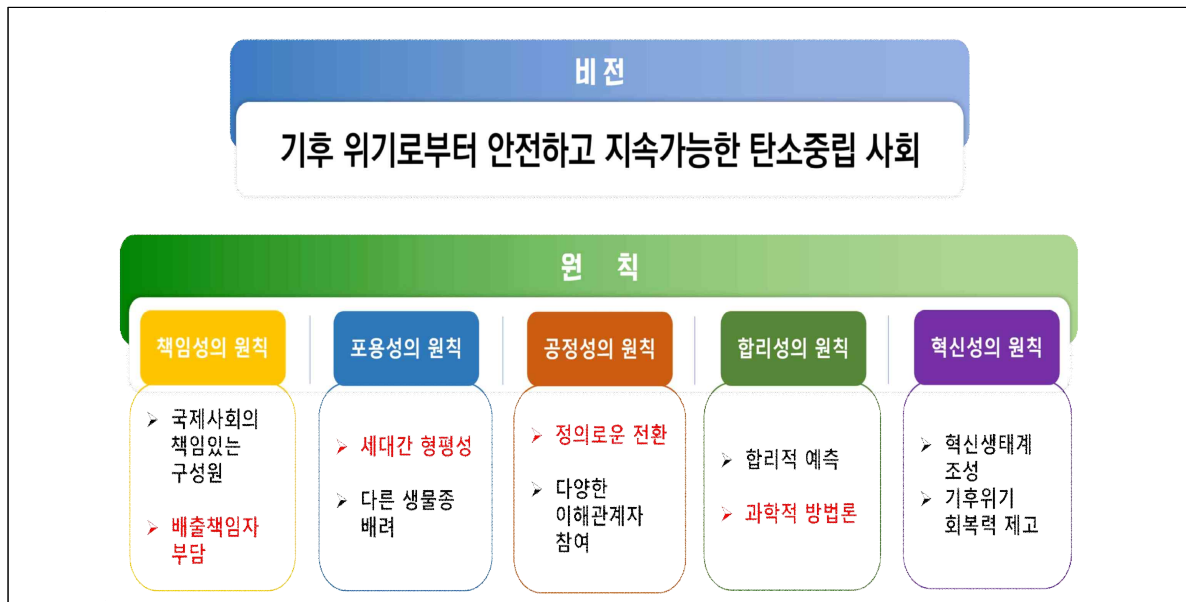 비전
기후 위기로부터 안전하고 지속가능한 탄소중립 사회
원 칙
책임성의 원칙
➢ 국제사회의
책임있는
구성원
➢ 배출책임자
부담
포용성의 원칙
➢ 세대간 형평성
➢ 다른 생물종
배려
공정성의 원칙
➢ 정의로운 전환
➢ 다양한
이해관계자
참여
합리성의 원칙
➢ 합리적 예측
➢ 과학적 방법론
혁신성의 원칙
➢ 혁신생태계
조성
➢ 기후위기
회복력 제고